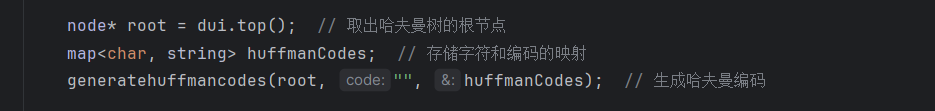 node* root = dui.top();  // 取出哈夫曼树的根节点
map<char, string> huffmanCodes;  // 存储字符和编码的映射
generatehuffmancodes(root, code: "", &: huffmanCodes);  // 生成哈夫曼编码